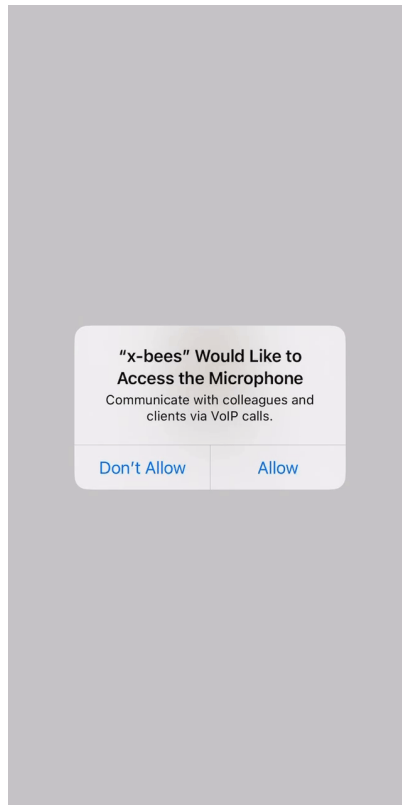 “x-bees” Would Like to
Access the Microphone
Communicate with colleagues and
clients via VoIP calls.
Don’t Allow
Allow